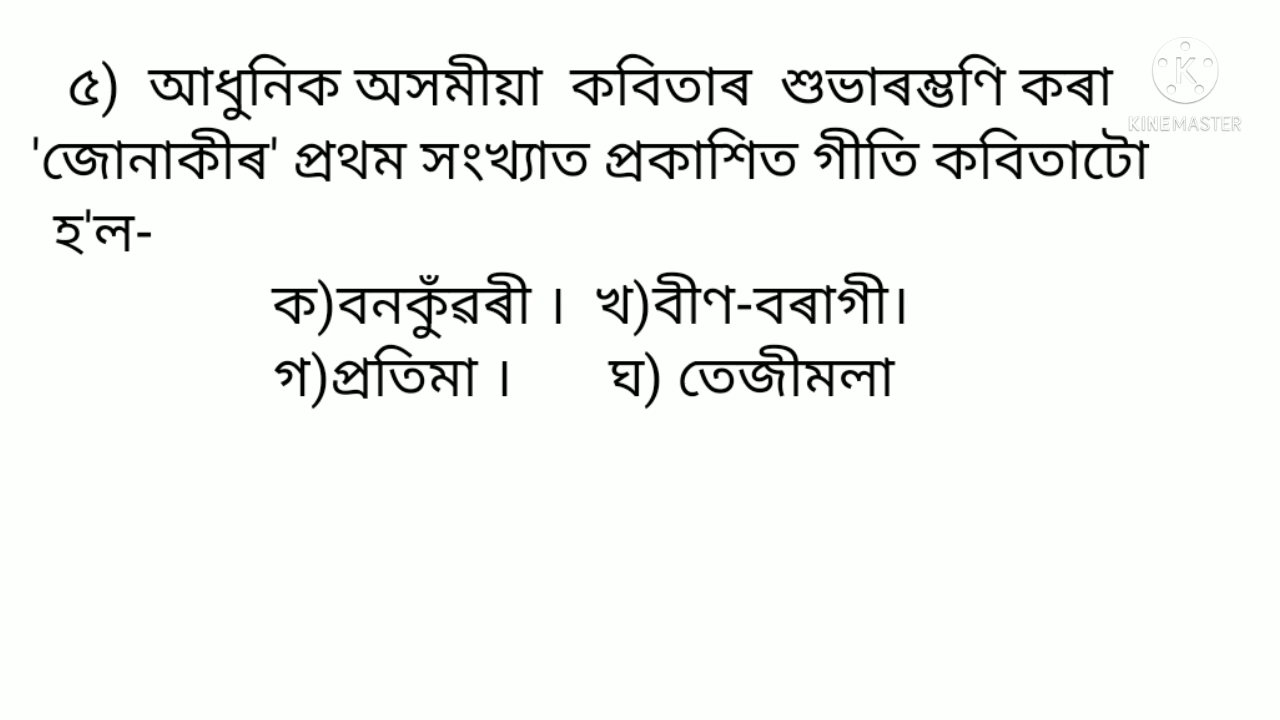 ৫) আধুনিক অসমীয়া কবিতাৰ শুভাৰম্ভণি কৰা
'জোনাকীৰ' প্ৰথম সংখ্যাত প্ৰকাশিত গীতি কবিতাটো
হ'ল-
ক)বনকুঁৱৰী । খ)বীণ-বৰাগী।
গ)প্ৰতিমা । ঘ) তেজীমলা
K
KINEMASTER